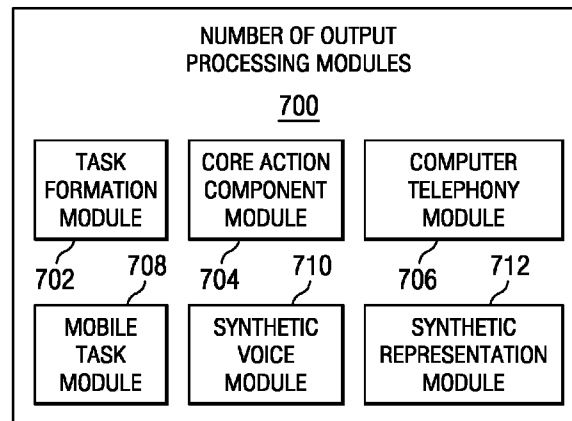 NUMBER OF OUTPUT
PROCESSING MODULES
700
TASK
FORMATION
MODULE
CORE ACTION
COMPONENT
MODULE
COMPUTER
TELEPHONY
MODULE
702
708
704
710
706
712
MOBILE
TASK
MODULE
SYNTHETIC
VOICE
MODULE
SYNTHETIC
REPRESENTATION
MODULE